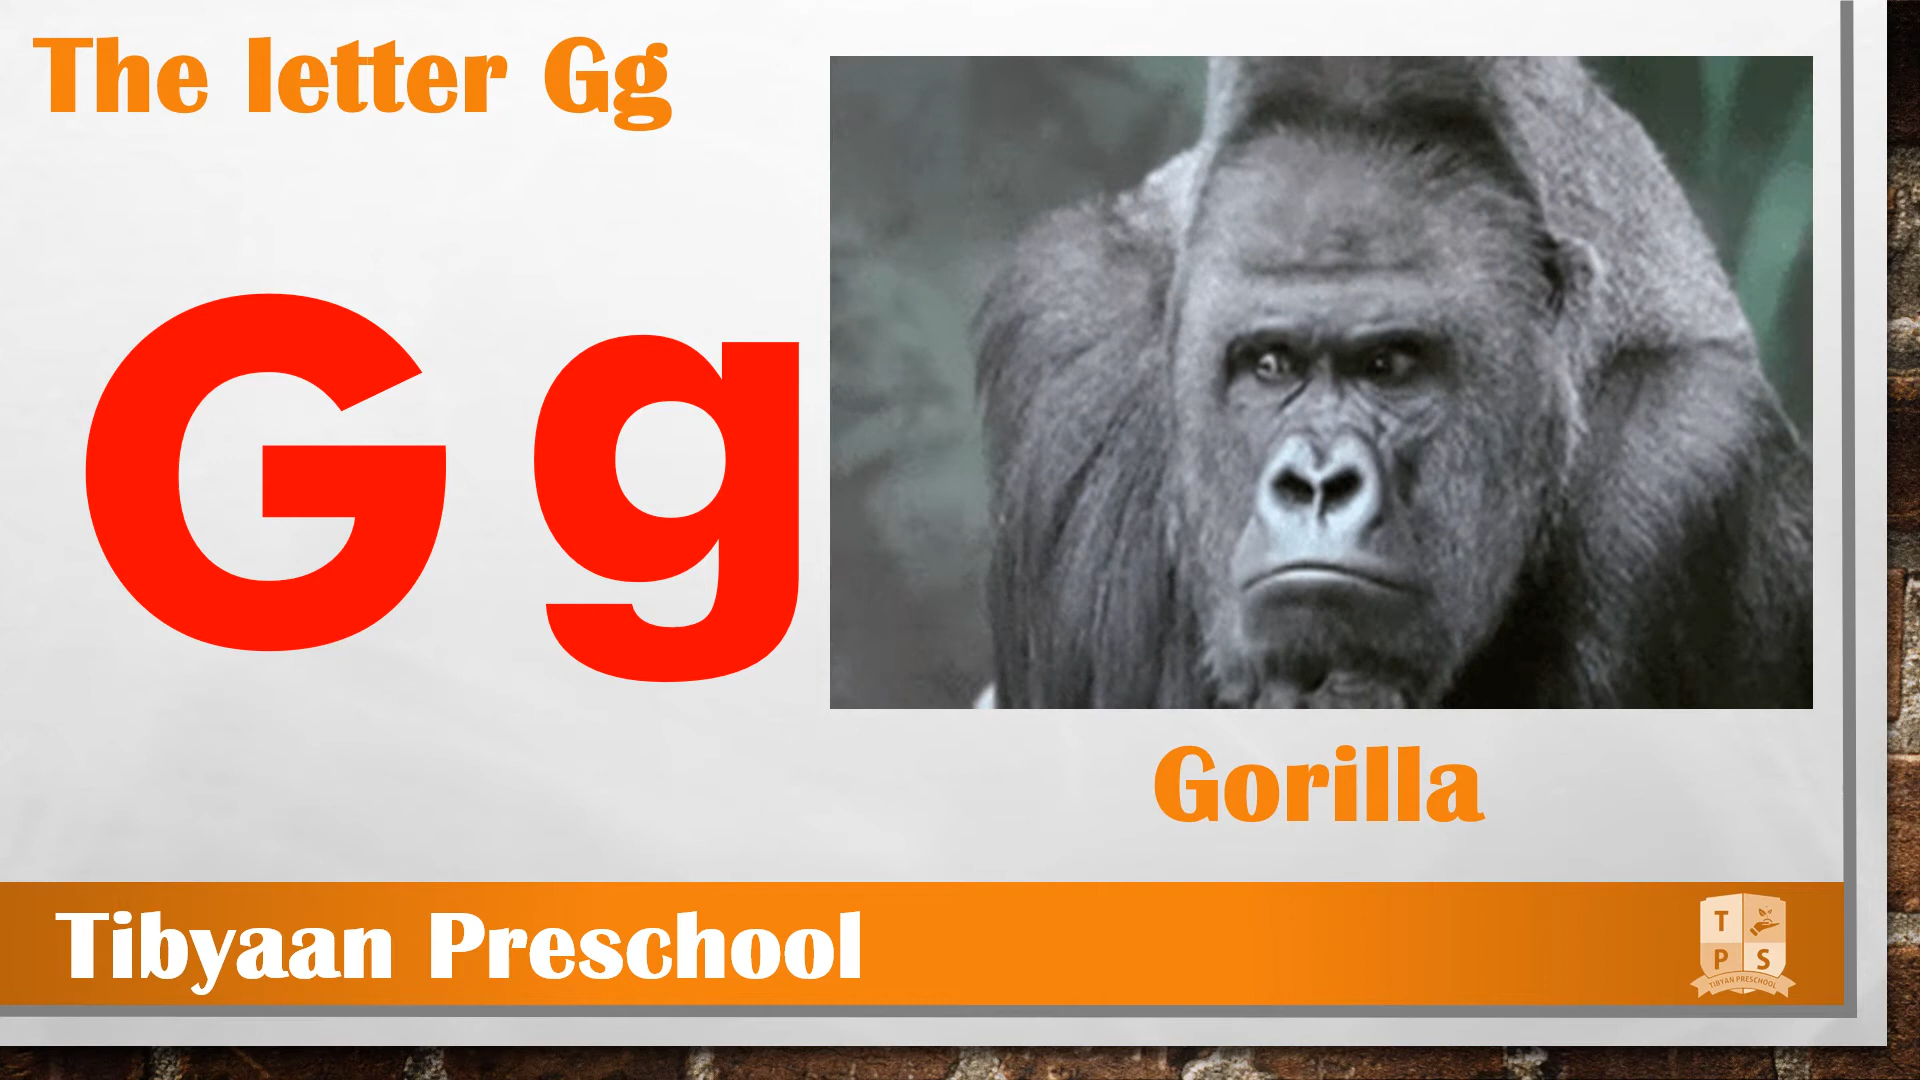 The letter Gg
G g
Gorilla
Tibyaan Preschool
T
P S
TIBYAN PRESCHOOL